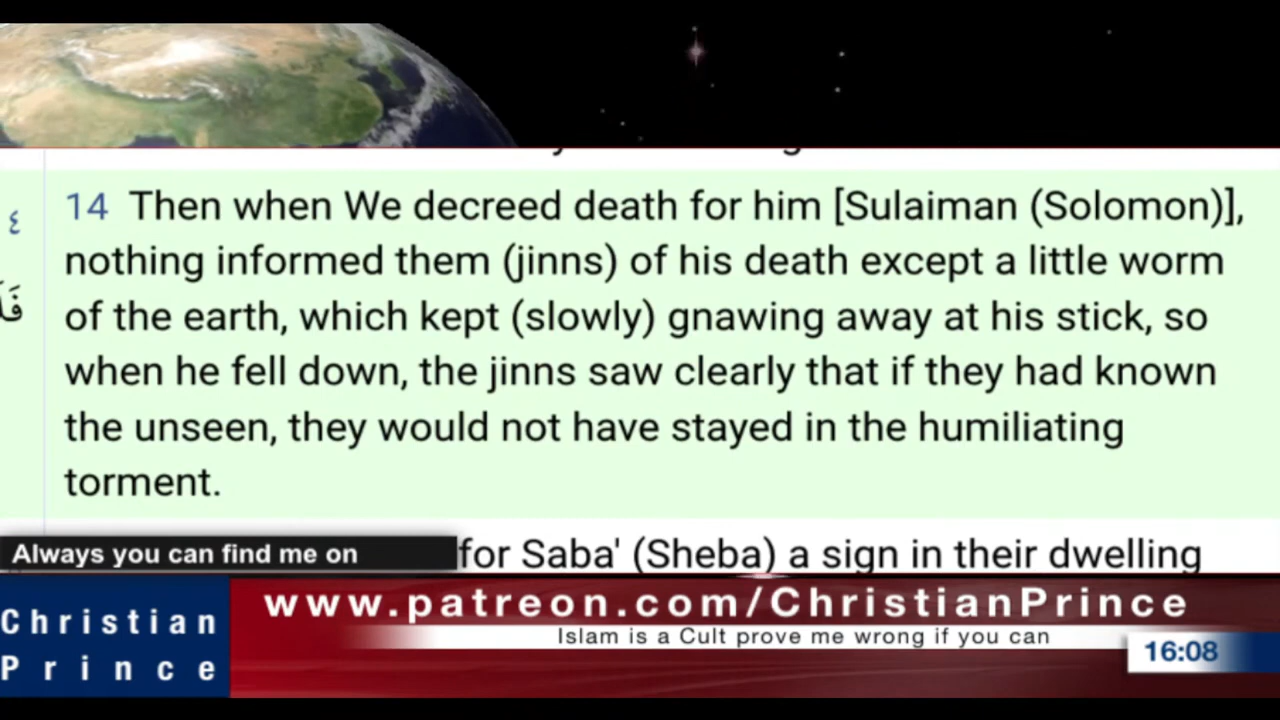 14 Then when We decreed death for him [Sulaiman (Solomon)],
nothing informed them (jinns) of his death except a little worm
of the earth, which kept (slowly) gnawing away at his stick, so
when he fell down, the jinns saw clearly that if they had known
the unseen, they would not have stayed in the humiliating
torment.
for Saba' (Sheba) a sign in their dwelling
Always you can find me on
www.patreon.com/ChristianPrince
Islam is a Cult prove me wrong if you can
Christian
Prince
16:08